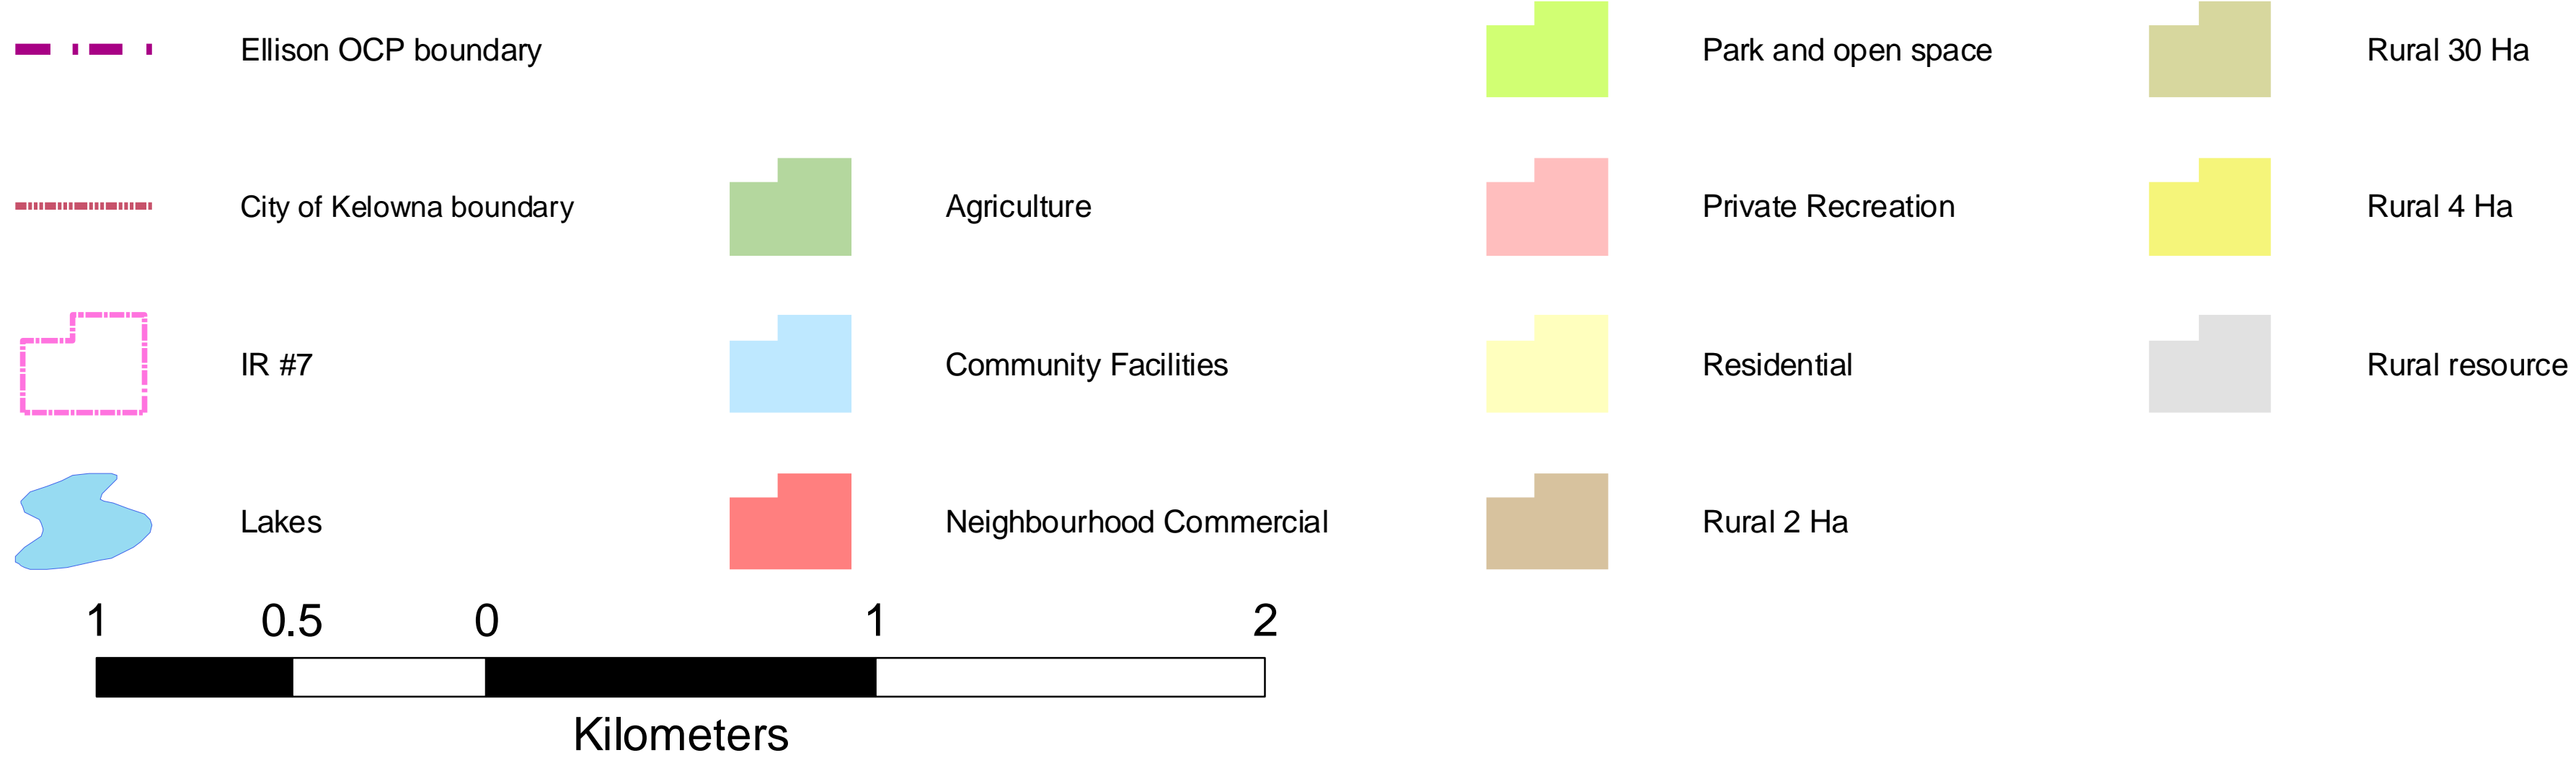 Ellison OCP boundary
City of Kelowna boundary
IR #7
Lakes
Agriculture
Community Facilities
Neighbourhood Commercial
Park and open space
Private Recreation
Residential
Rural 2 Ha
Rural 30 Ha
Rural 4 Ha
Rural resource
1 0.5 0 1 2
Kilometers